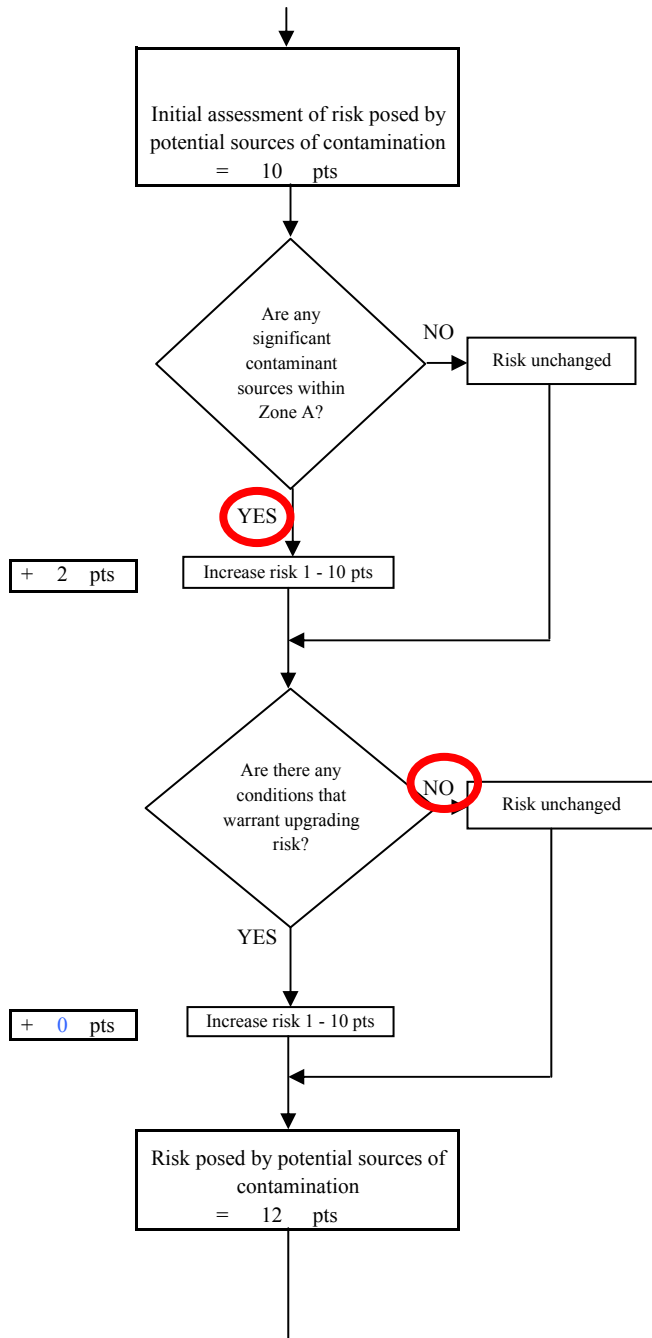 Initial assessment of risk posed by
potential sources of contamination
= 10 pts
Are any
significant
contaminant
sources within
Zone A?
NO
Risk unchanged
YES
+ 2 pts
Increase risk 1 - 10 pts
Are there any
conditions that
warrant upgrading
risk?
NO
Risk unchanged
YES
+ 0 pts
Increase risk 1 - 10 pts
Risk posed by potential sources of
contamination
= 12 pts